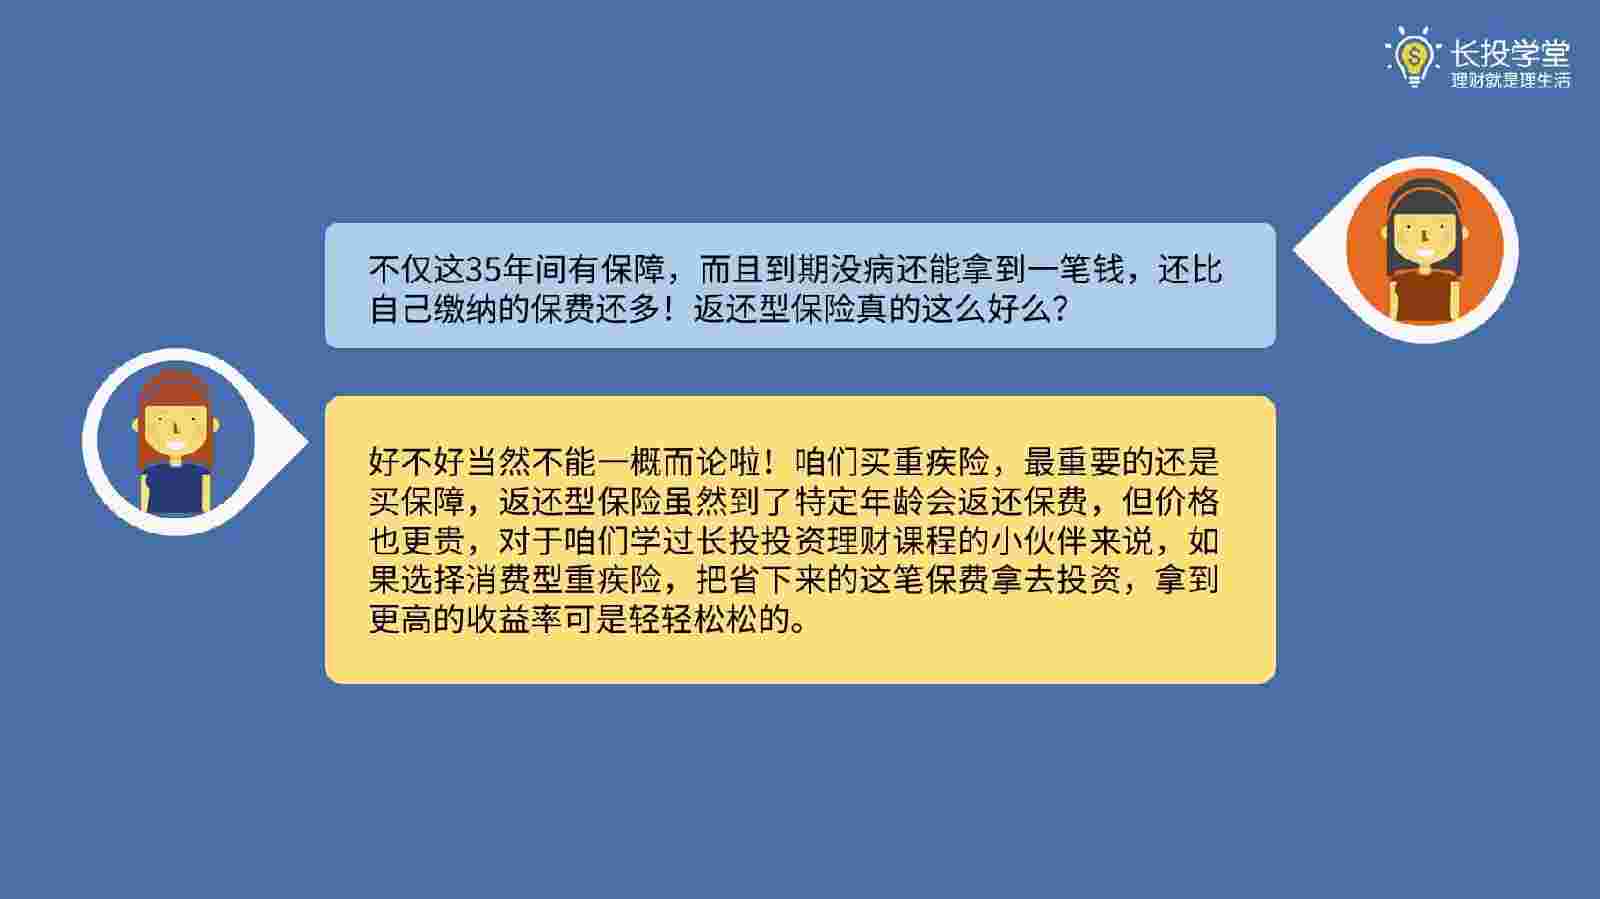 长投学堂
理财就是理生活
不仅这35年间有保障，而且到期没病还能拿到一笔钱，还比
自己缴纳的保费还多！返还型保险真的这么好么？
好不好当然不能一概而论啦！咱们买重疾险，最重要的还是
买保障，返还型保险虽然到了特定年龄会返还保费，但价格
也更贵，对于咱们学过长投投资理财课程的小伙伴来说，如
果选择消费型重疾险，把省下来的这笔保费拿去投资，拿到
更高的收益率可是轻轻松松的。